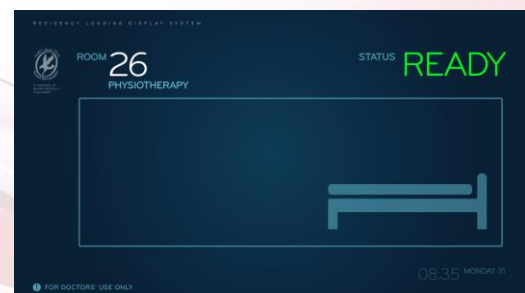 RESIDENCY LOGGING DISPLAY SYSTEM
ROOM 26
PHYSIOTHERAPY
STATUS READY
08.35 MONDAY 31
FOR DOCTORS' USE ONLY